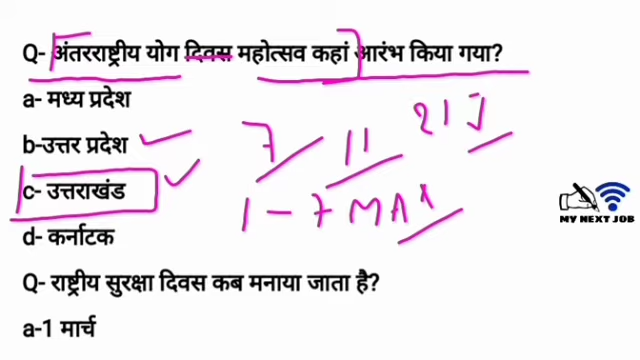 Q- अंतरराष्ट्रीय योग दिवस महोत्सव कहां आरंभ किया गया?
a- मध्य प्रदेश
b-उत्तर प्रदेश
c- उत्तराखंड
d- कर्नाटक
7 11 21 J
1-7 MAR
MY NEXT JOB
Q- राष्ट्रीय सुरक्षा दिवस कब मनाया जाता है?
a-1 मार्च